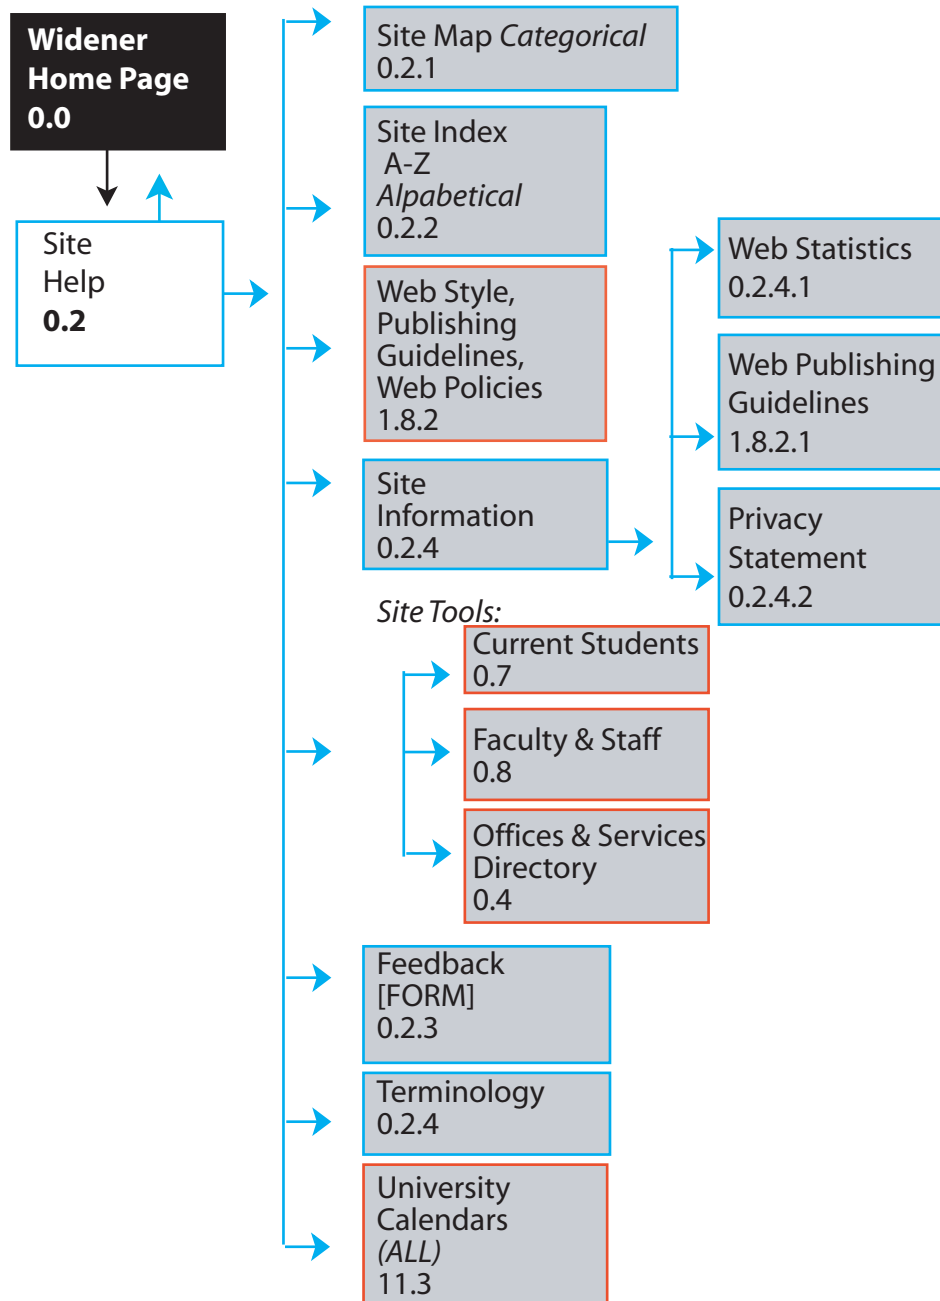 Widener
Home Page
0.0
Site
Help
0.2
Site Map Categorical
0.2.1
Site Index
A-Z
Alpabetical
0.2.2
Web Style,
Publishing
Guidelines,
Web Policies
1.8.2
Site
Information
0.2.4
Web Statistics
0.2.4.1
Web Publishing
Guidelines
1.8.2.1
Privacy
Statement
0.2.4.2
Site Tools:
Current Students
0.7
Faculty & Staff
0.8
Offices & Services
Directory
0.4
Feedback
[FORM]
0.2.3
Terminology
0.2.4
University
Calendars
(ALL)
11.3